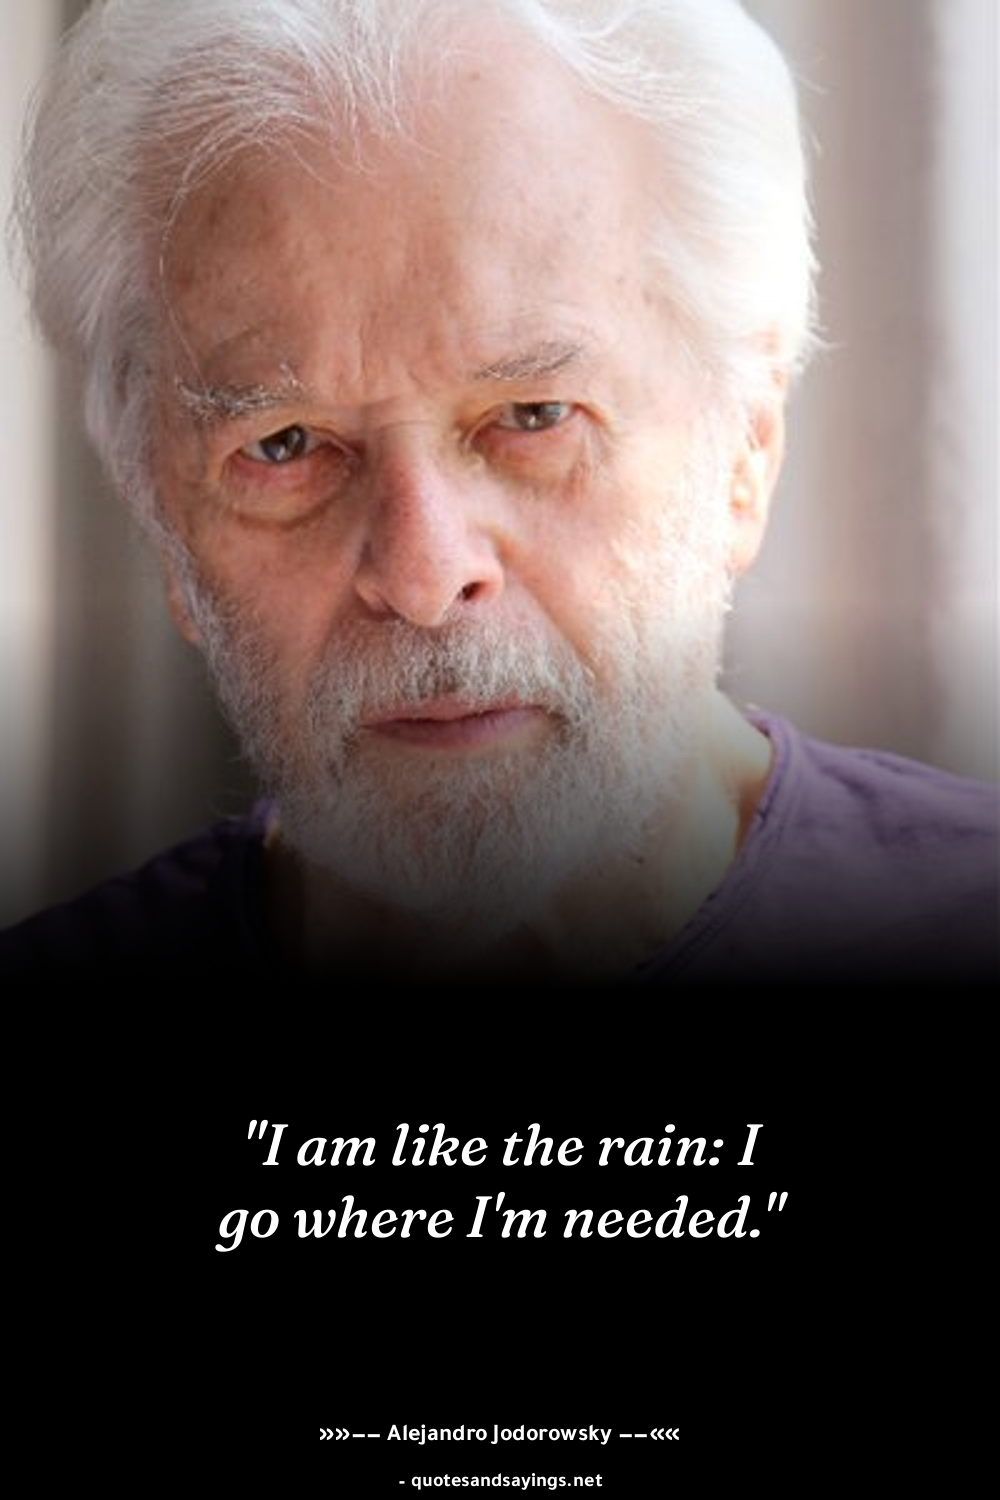 "I am like the rain: I
go where I'm needed."
»»–– Alejandro Jodorowsky ––««
- quotesandsayings.net